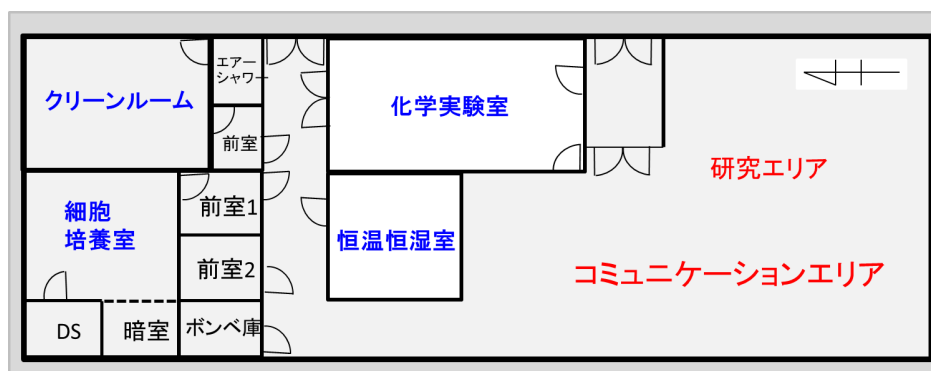 エアー
シャワー
クリーンルーム
化学実験室
前室
研究エリア
前室1
細胞
培養室
恒温恒湿室
前室2
コミュニケーションエリア
DS
暗室
ボンベ庫